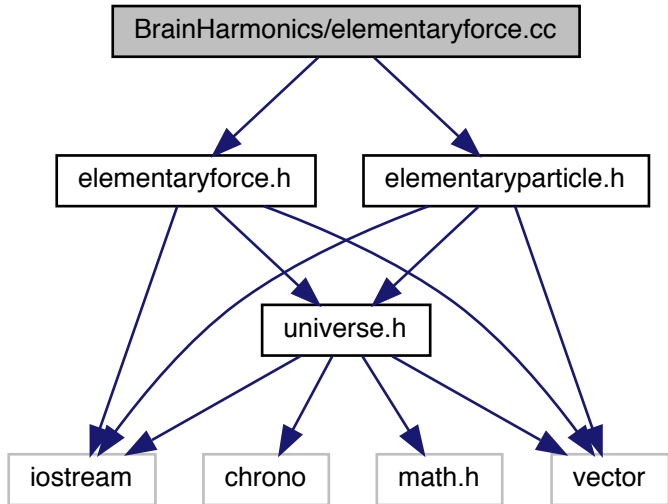 BrainHarmonics/elementaryforce.cc
elementaryforce.h
elementaryparticle.h
universe.h
iostream
chrono
math.h
vector